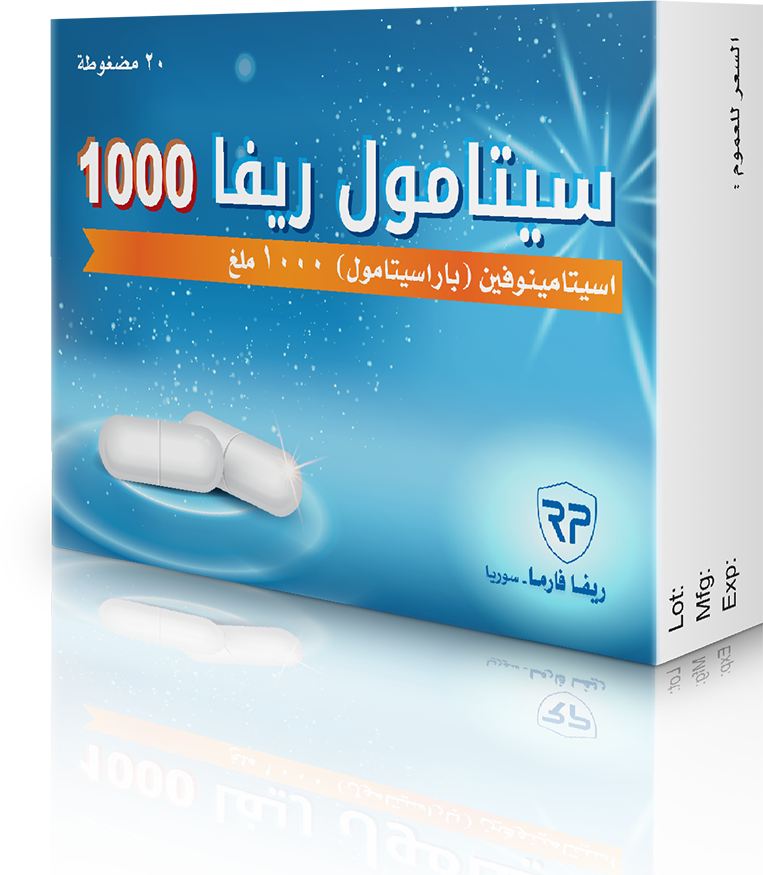 ٢٠ مضغوطة
سيتامول ريفا 1000
اسيتامينوفين (باراسيتامول) ١٠٠٠ ملغ
RP
ريفا فارما - سوريا
السعر للعموم :
Lot:
Mfg:
Exp: